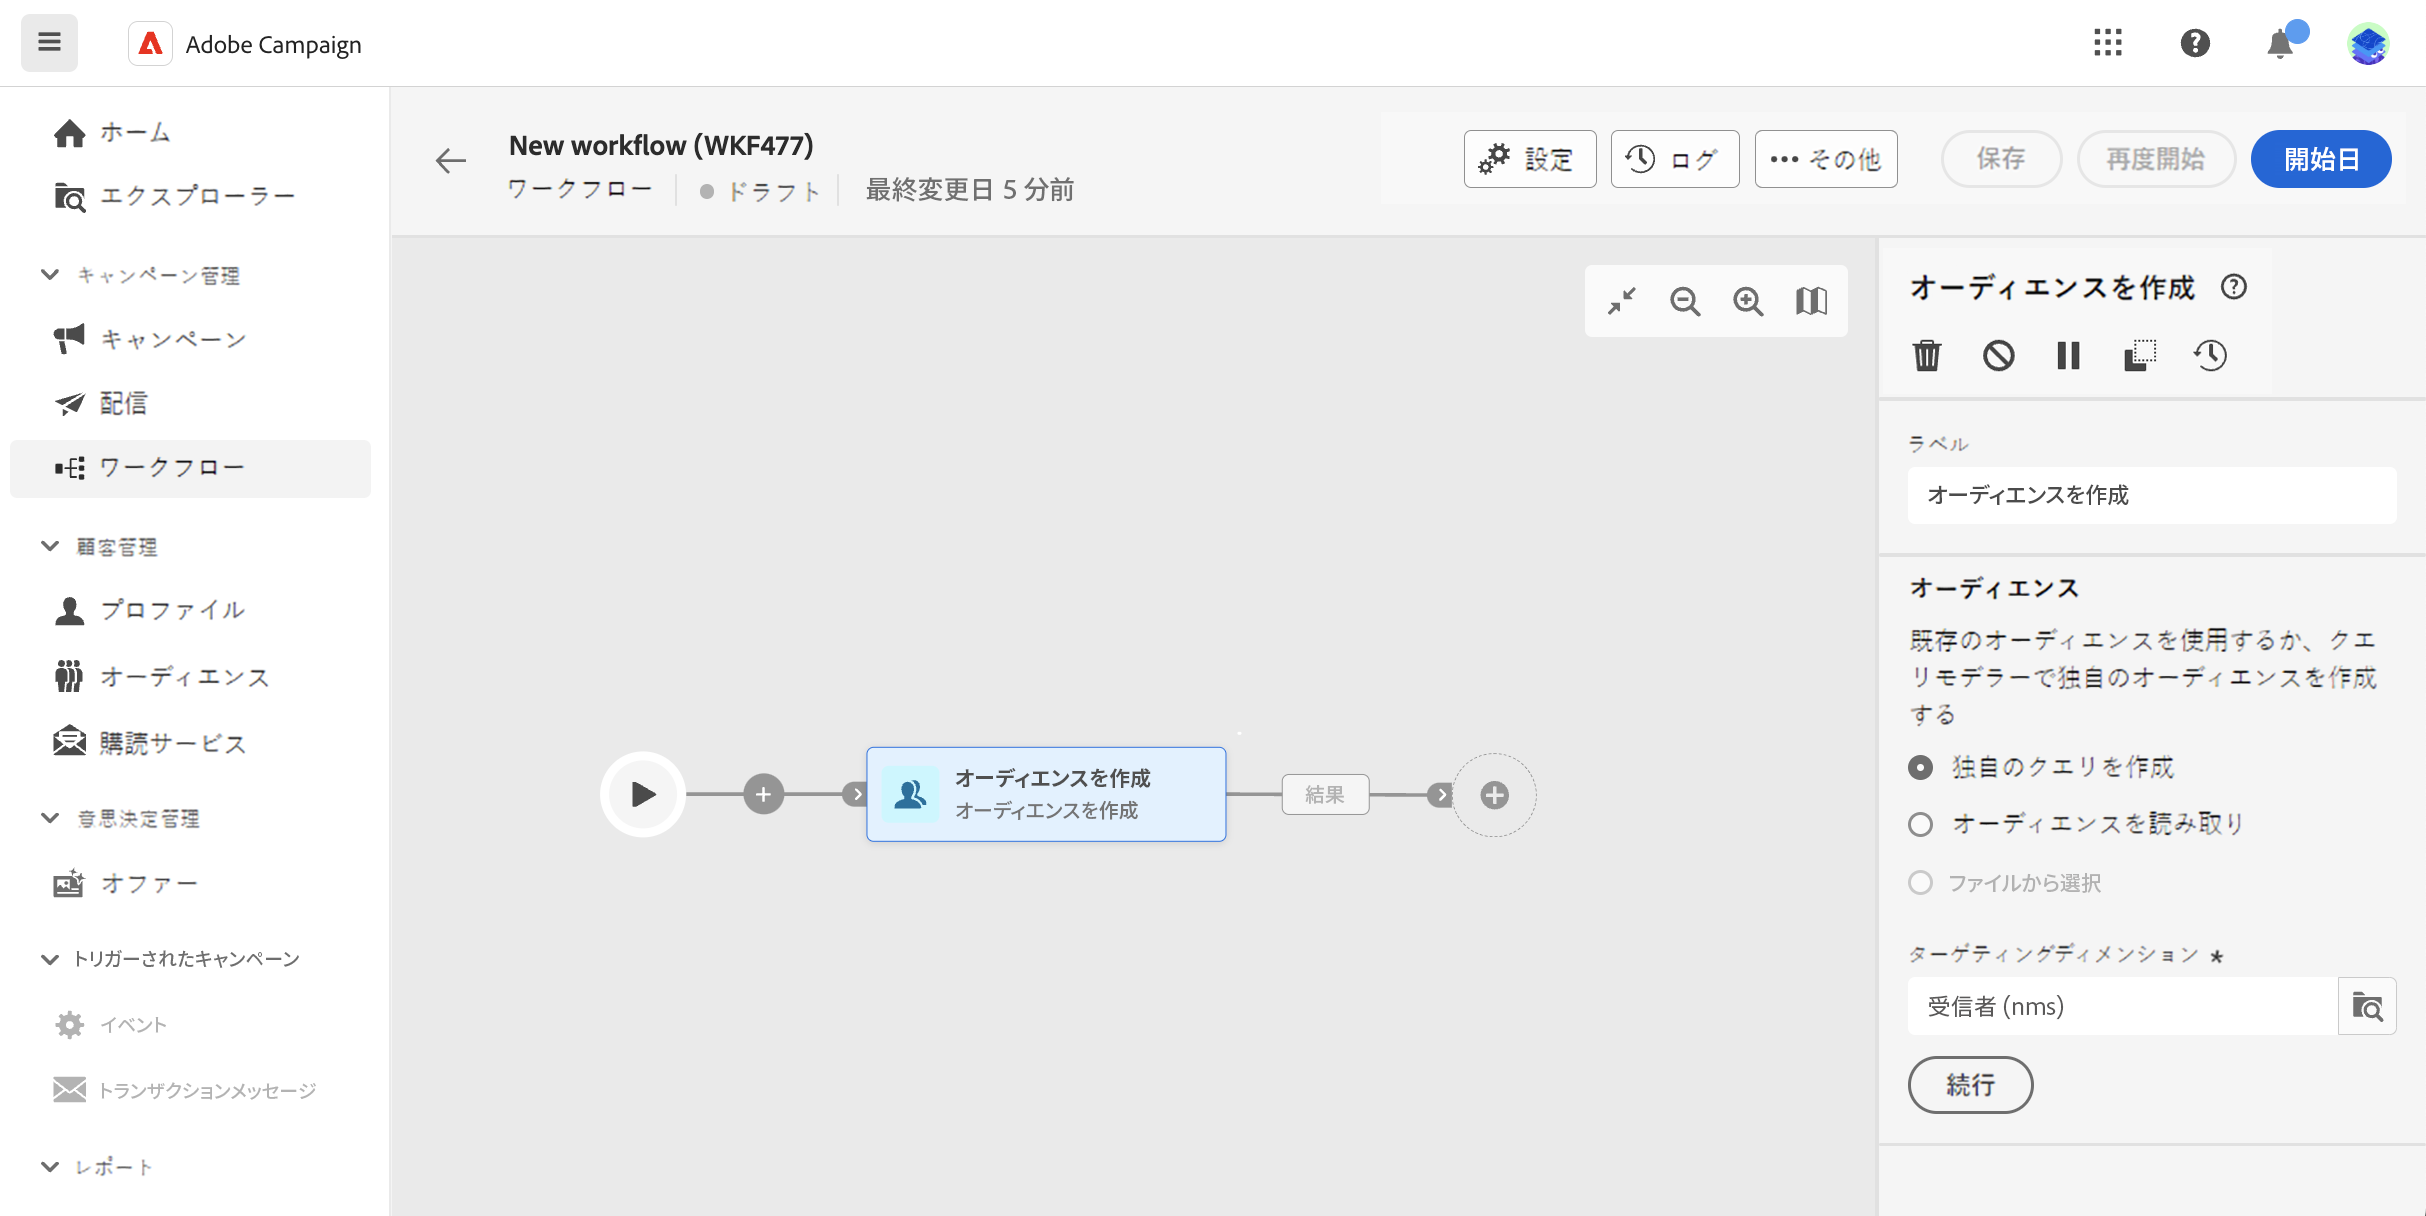 Adobe Campaign
ホーム
エクスプローラー
キャンペーン管理
キャンペーン
配信
ワークフロー
顧客管理
プロファイル
オーディエンス
購読サービス
意思決定管理
オファー
トリガーされたキャンペーン
イベント
トランザクションメッセージ
レポート
New workflow (WKF477)
ワークフロー
ドラフト
最終変更日 5 分前
設定
ログ
その他
保存
再度開始
開始日
オーディエンスを作成
オーディエンスを作成
結果
オーディエンスを作成
ラベル
オーディエンスを作成
オーディエンス
既存のオーディエンスを使用するか、クエ
リモデラーで独自のオーディエンスを作成
する
独自のクエリを作成
オーディエンスを読み取り
ファイルから選択
ターゲティングディメンション *
受信者 (nms)
続行